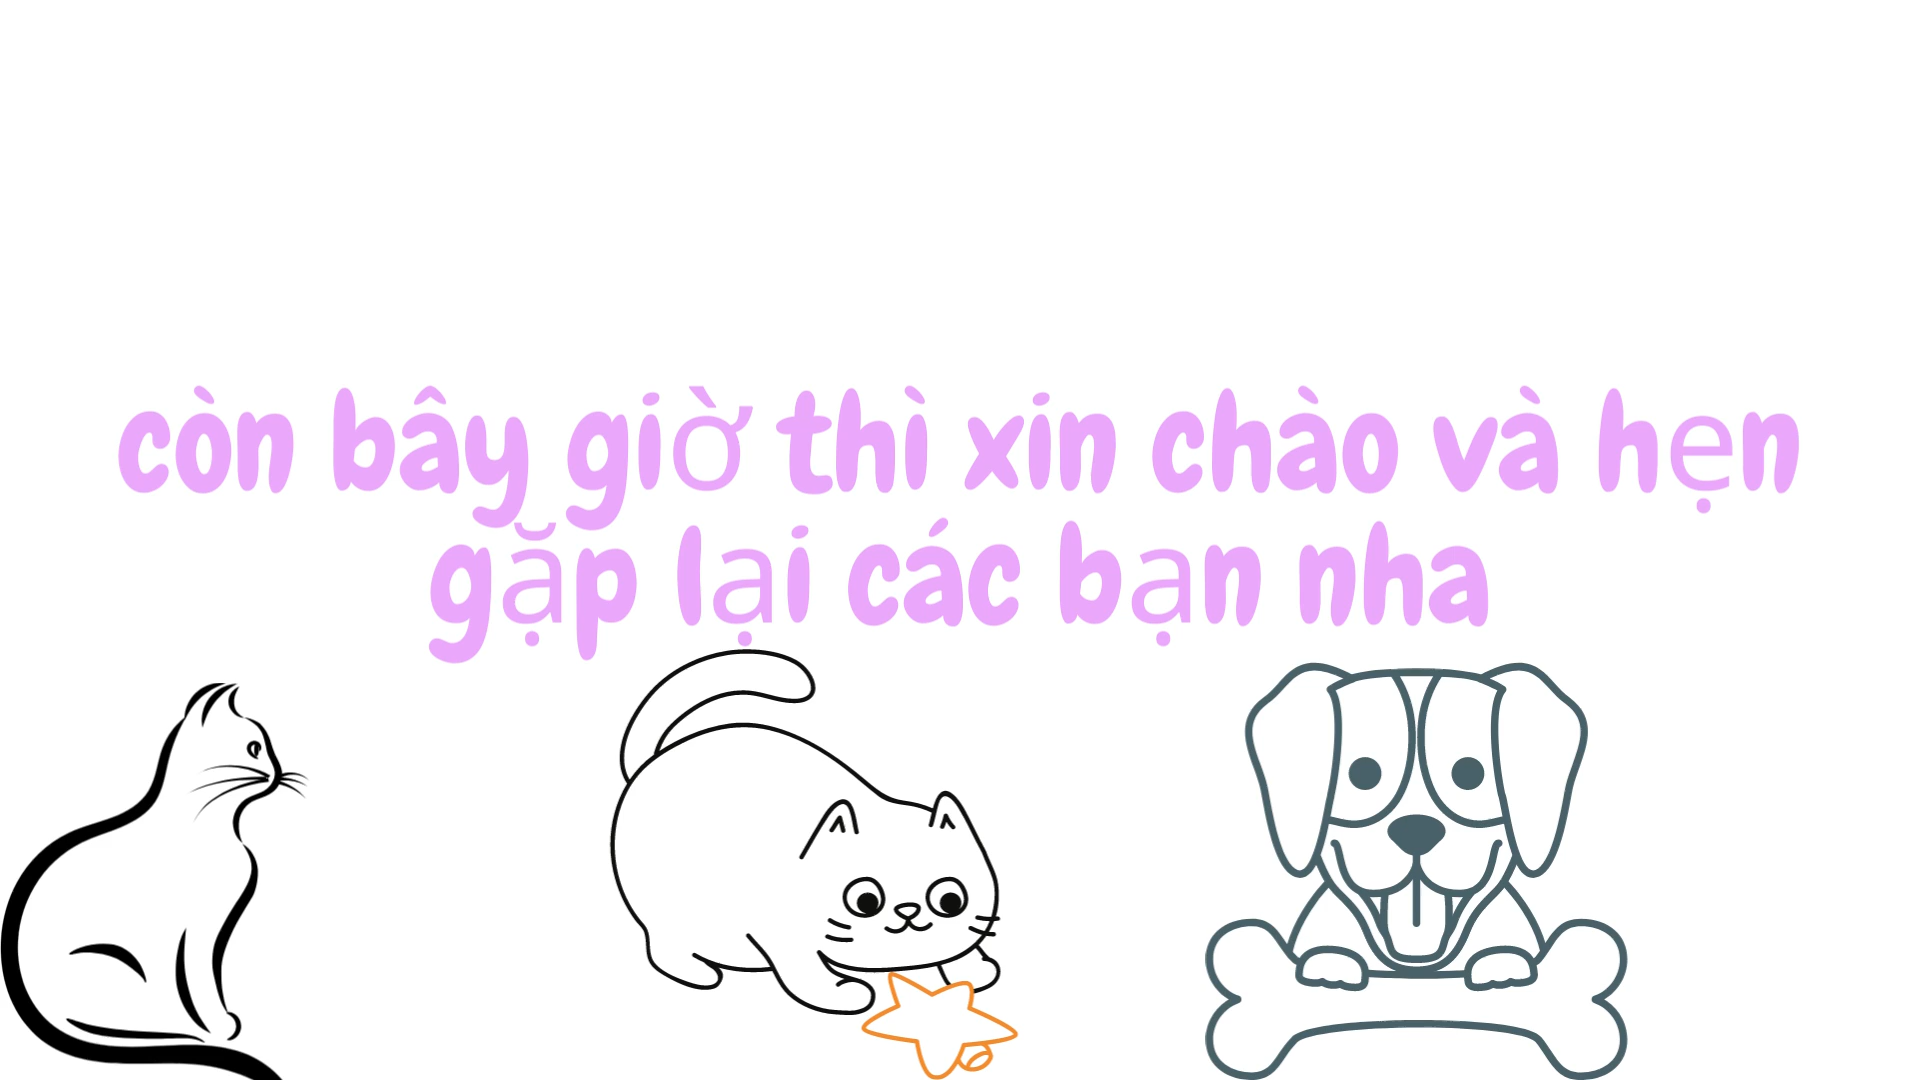 còn bây giờ thì xin chào và hẹn
gặp lại các bạn nha